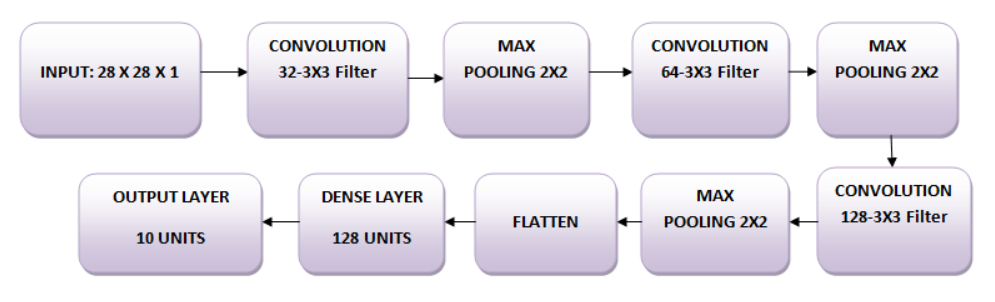 INPUT: 28 X 28 X 1
CONVOLUTION
32-3X3 Filter
MAX
POOLING 2X2
CONVOLUTION
64-3X3 Filter
MAX
POOLING 2X2
CONVOLUTION
128-3X3 Filter
MAX
POOLING 2X2
FLATTEN
DENSE LAYER
128 UNITS
OUTPUT LAYER
10 UNITS